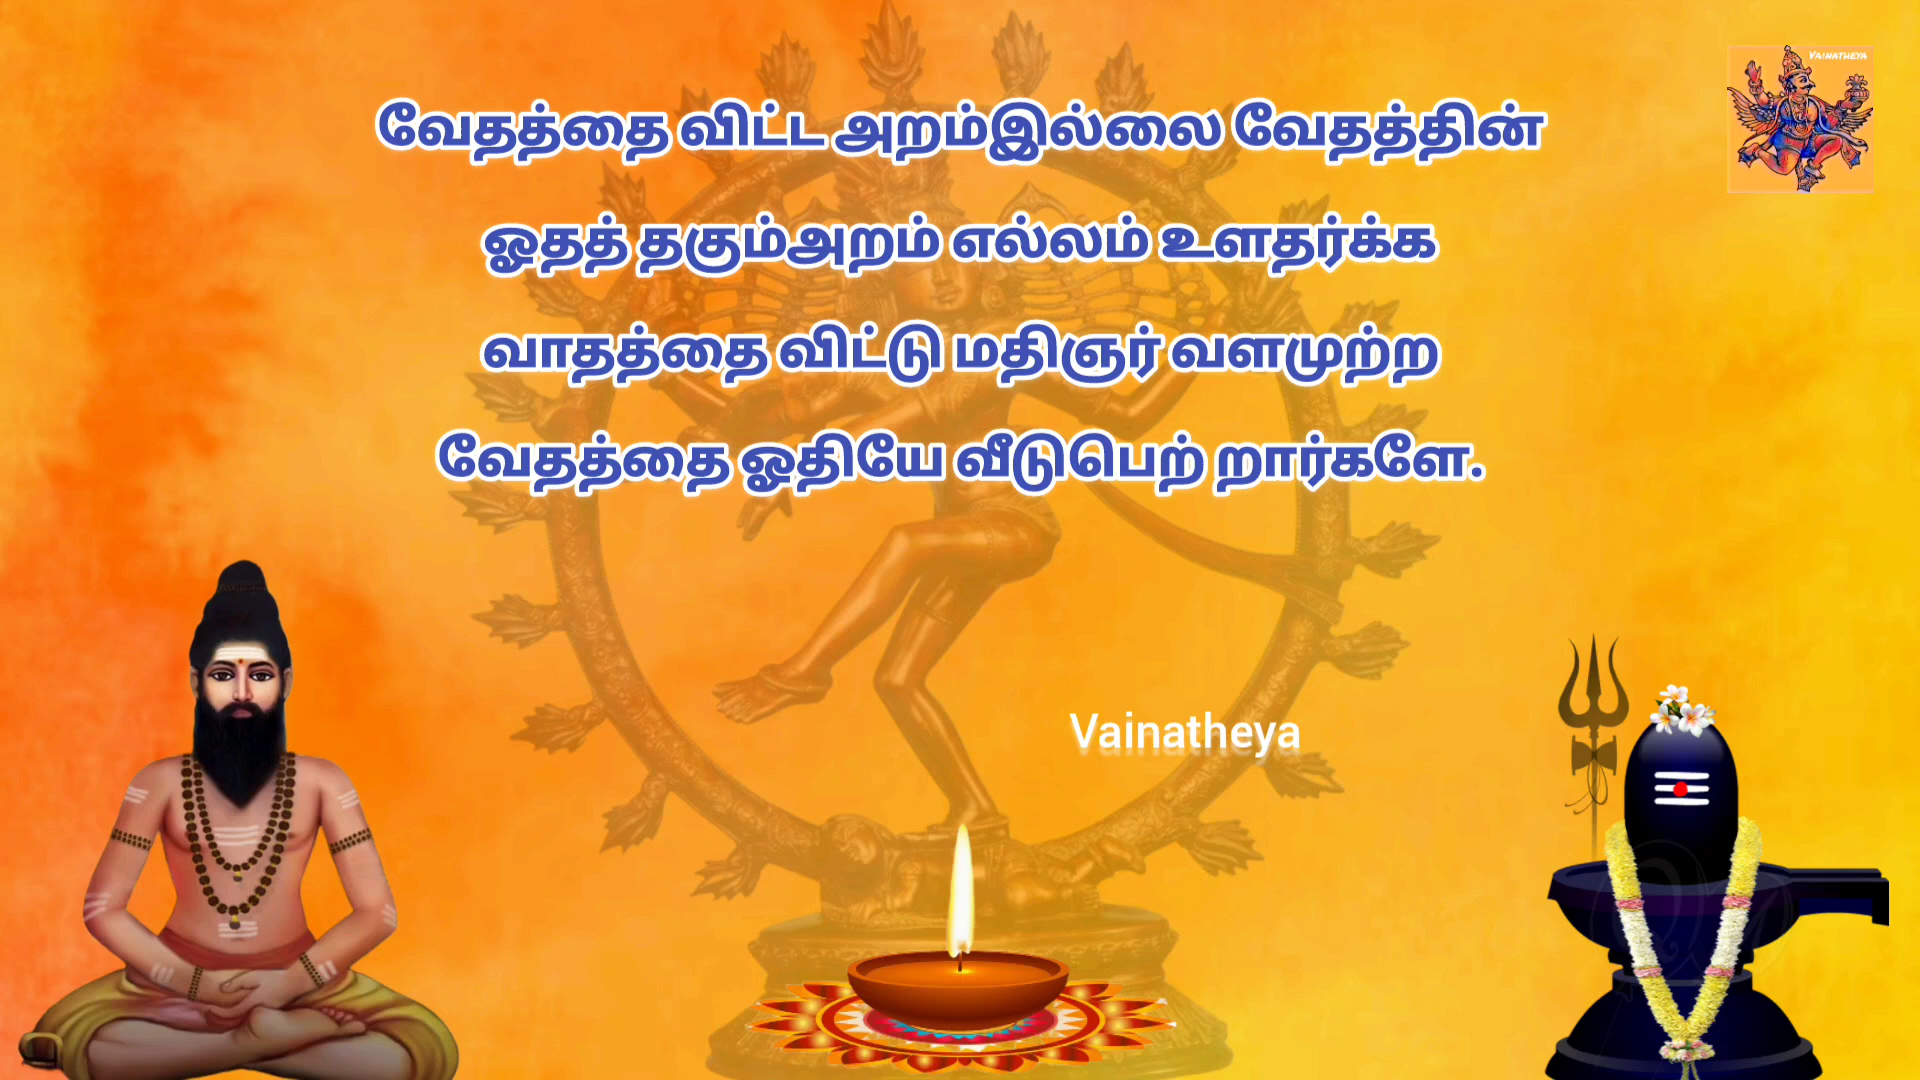 Vainatheya
வேதத்தை விட்ட அறம்இல்லை வேதத்தின்
ஓதத் தகும்அறம் எல்லம் உளதர்க்க
வாதத்தை விட்டு மதிஞர் வளமுற்ற
வேதத்தை ஓதியே வீடுபெற் றார்களே.
Vainatheya